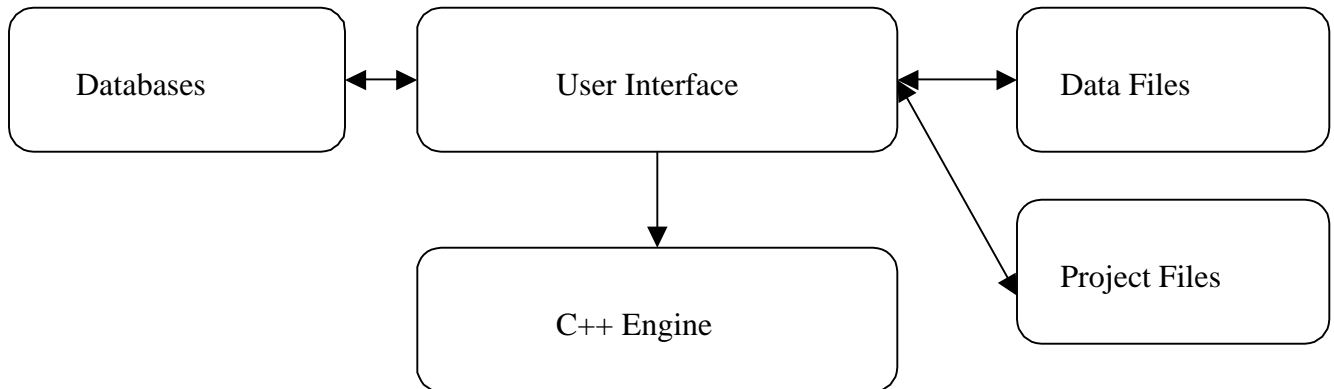 Databases
User Interface
Data Files
Project Files
C++ Engine